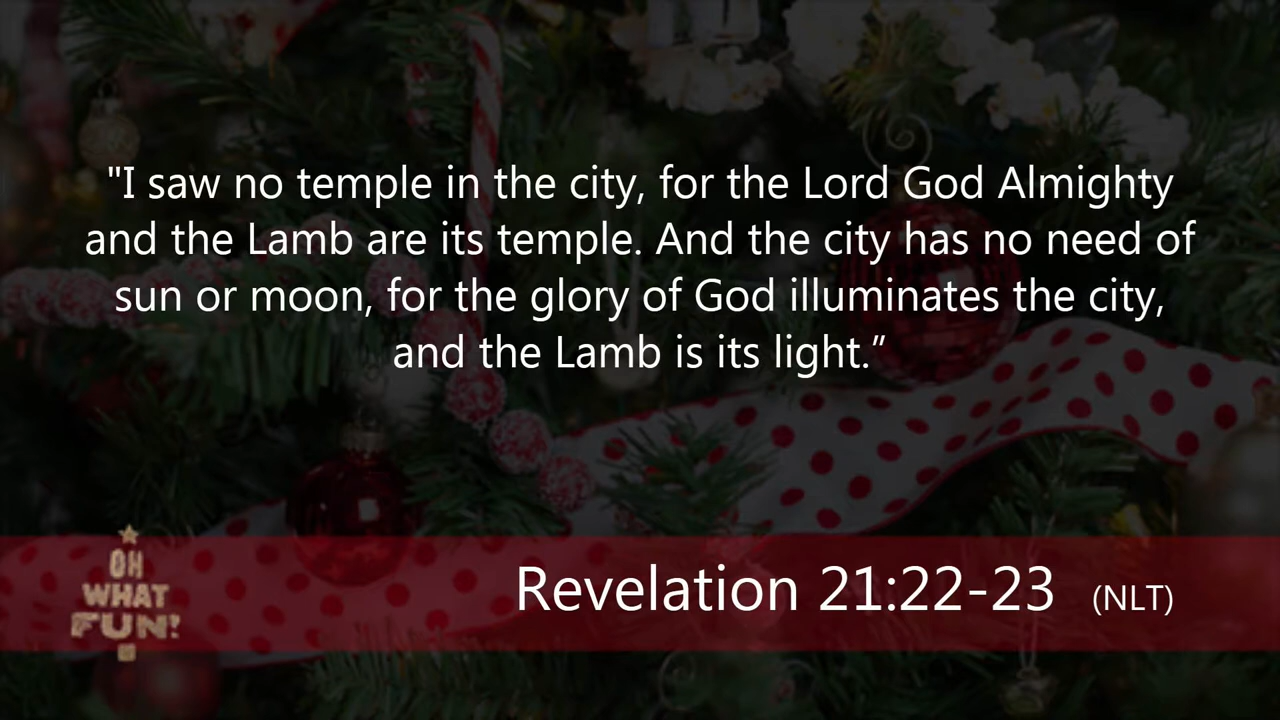 "I saw no temple in the city, for the Lord God Almighty
and the Lamb are its temple. And the city has no need of
sun or moon, for the glory of God illuminates the city,
and the Lamb is its light.”
OH
WHAT
FUN!
Revelation 21:22-23 (NLT)